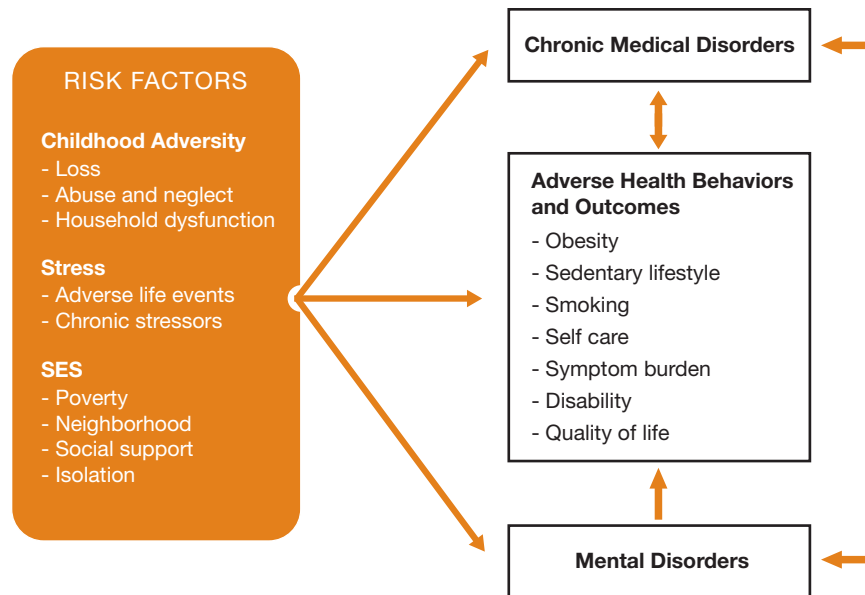 RISK FACTORS
Childhood Adversity
- Loss
- Abuse and neglect
- Household dysfunction
Stress
- Adverse life events
- Chronic stressors
SES
- Poverty
- Neighborhood
- Social support
- Isolation
Chronic Medical Disorders
Adverse Health Behaviors
and Outcomes
- Obesity
- Sedentary lifestyle
- Smoking
- Self care
- Symptom burden
- Disability
- Quality of life
Mental Disorders